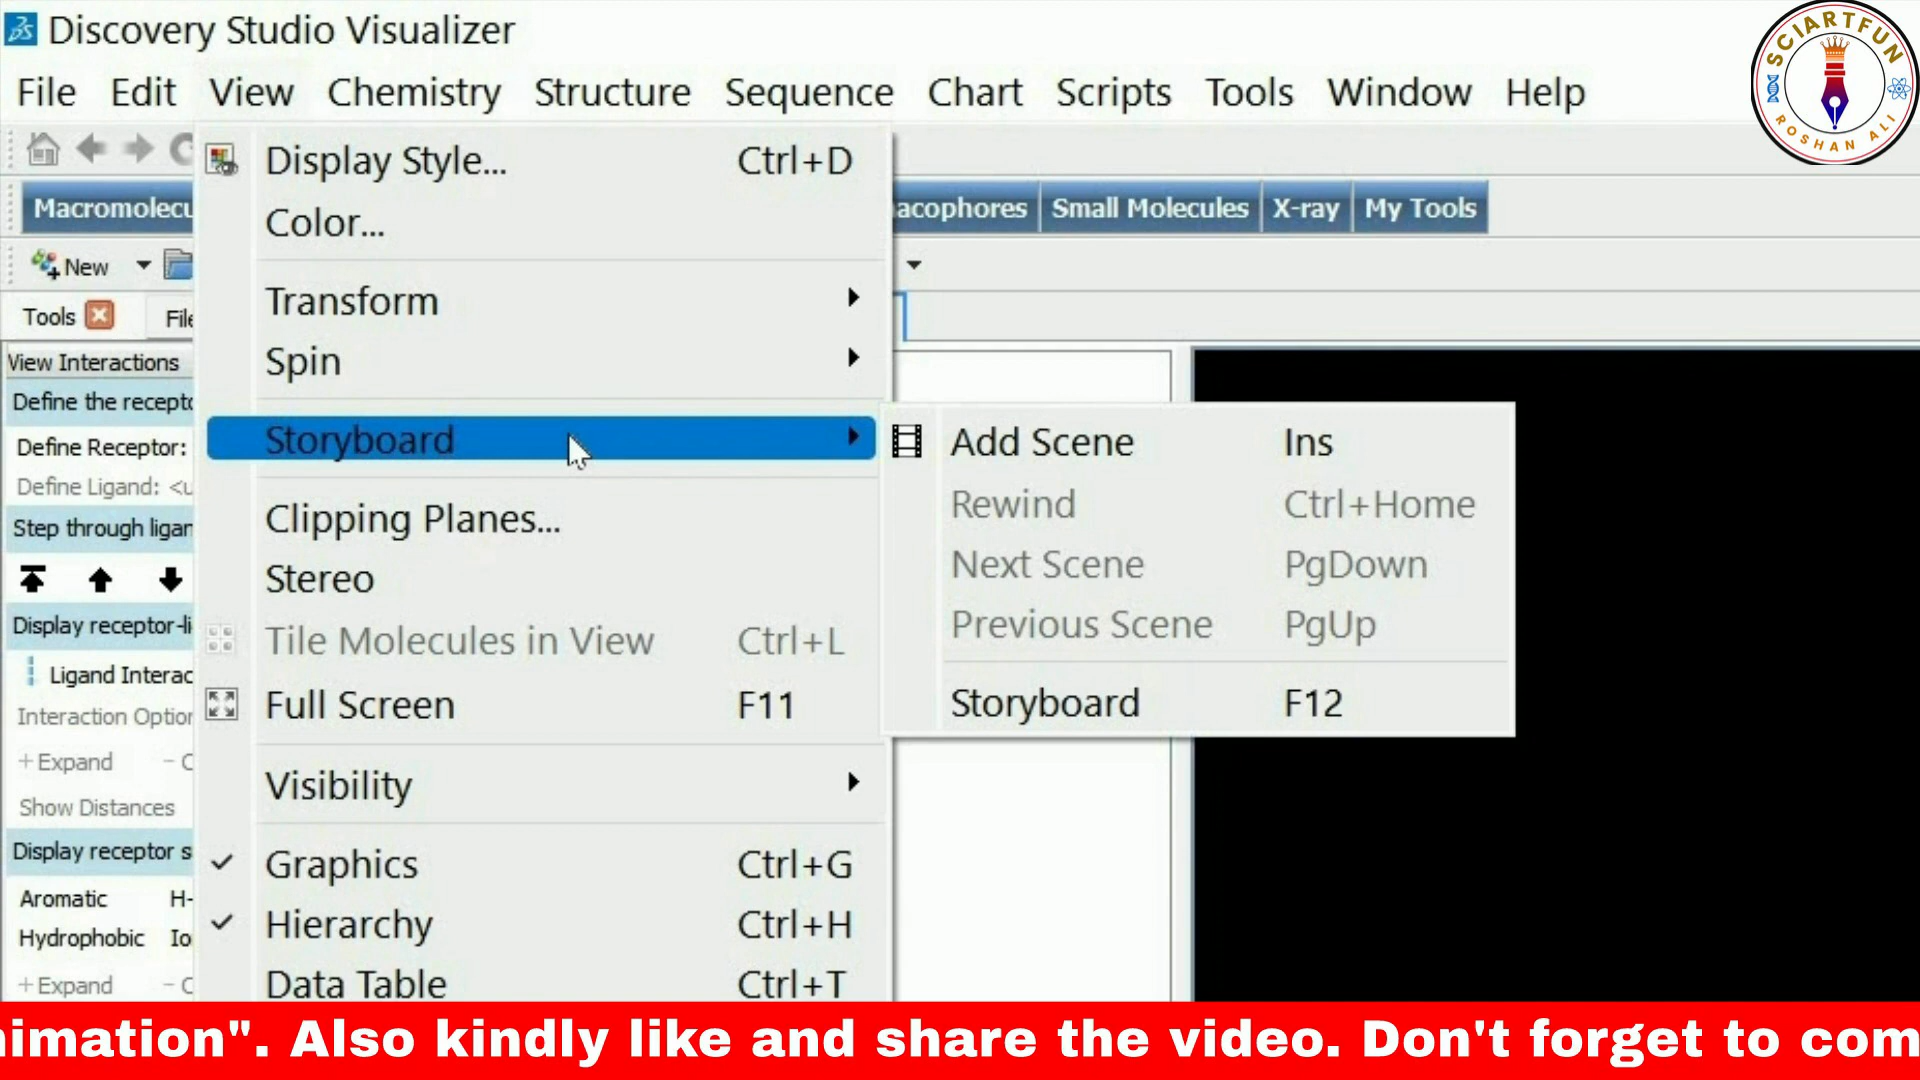 Discovery Studio Visualizer
File Edit View Chemistry Structure Sequence Chart Scripts Tools Window Help
SCIARTFUN
ROSHAN ALI
Display Style... Ctrl+D
Color...
Macromolecu
acophores Small Molecules X-ray My Tools
New
Transform
Tools File
Spin
View Interactions
Define the recepto
Storyboard
Add Scene Ins
Define Receptor:
Define Ligand: <u
Rewind Ctrl+Home
Clipping Planes...
Step through ligan
Next Scene PgDown
Stereo
Display receptor-li
Previous Scene PgUp
Tile Molecules in View Ctrl+L
Ligand Interac
Full Screen F11
Storyboard F12
Interaction Option
+Expand - C
Visibility
Show Distances
Display receptor s
Graphics Ctrl+G
Aromatic H-
Hierarchy Ctrl+H
Hydrophobic Io
+Expand - C
Data Table Ctrl+T
nimation". Also kindly like and share the video. Don't forget to com